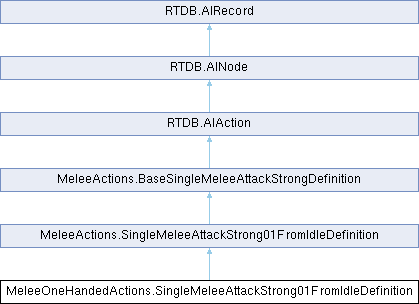 RTDB.AIRecord
RTDB.AINode
RTDB.AIAction
MeleeActions.BaseSingleMeleeAttackStrongDefinition
MeleeActions.SingleMeleeAttackStrong01FromIdleDefinition
MeleeOneHandedActions.SingleMeleeAttackStrong01FromIdleDefinition